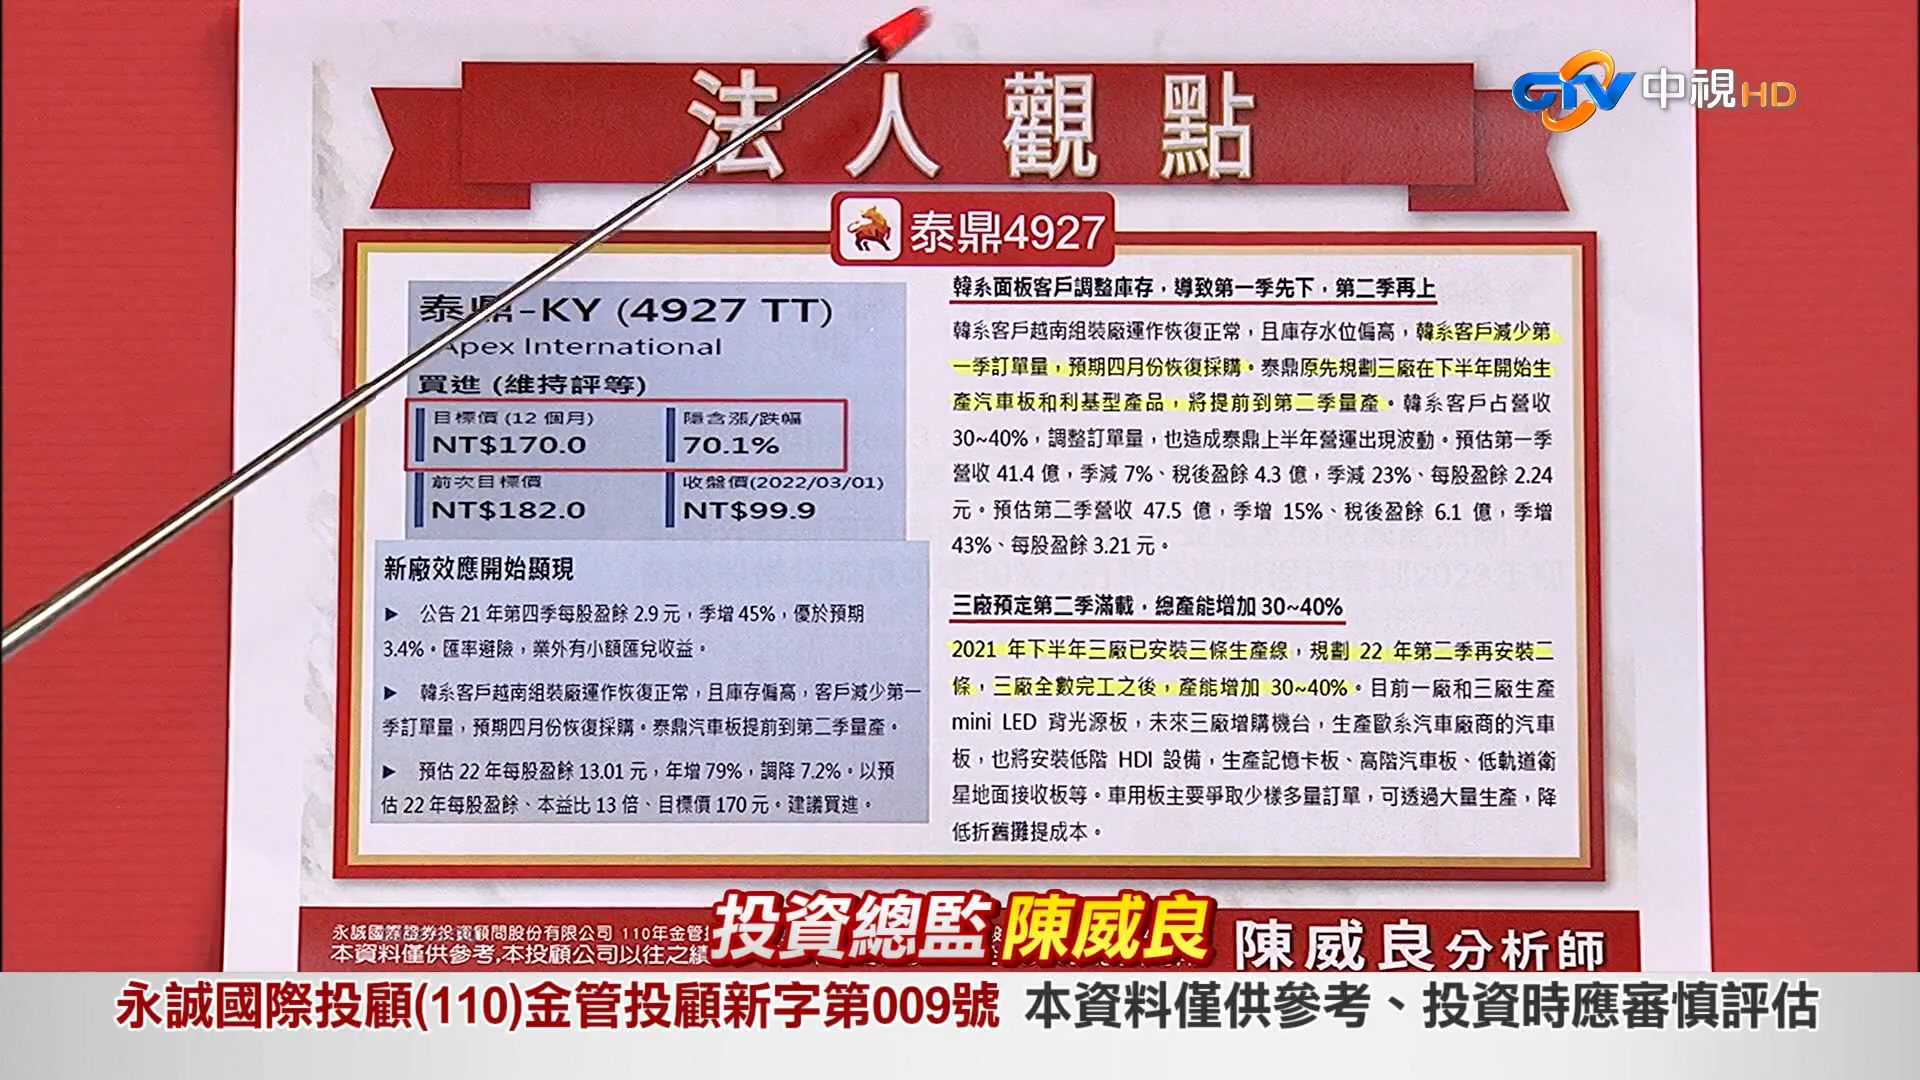 法人觀點
CTV 中視HD
泰鼎4927
泰鼎-KY (4927 TT)
Apex International
買進 (維持評等)
目標價 (12 個月)
隱含漲/跌幅
NT$170.0
70.1%
前次目標價
收盤價(2022/03/01)
NT$182.0
NT$99.9
新廠效應開始顯現
▶ 公告 21 年第四季每股盈餘 2.9 元，季增 45%，優於預期
3.4%。匯率避險，業外有小額匯兌收益。
▶ 韓系客戶越南組裝廠運作恢復正常，且庫存偏高，客戶減少第一
季訂單量，預期四月份恢復採購。泰鼎汽車板提前到第二季量產。
▶ 預估 22 年每股盈餘 13.01 元，年增 79%，調降 7.2%。以預
估 22 年每股盈餘、本益比 13 倍、目標價 170 元。建議買進。
韓系面板客戶調整庫存，導致第一季先下，第二季再上
韓系客戶越南組裝廠運作恢復正常，且庫存水位偏高，韓系客戶減少第
一季訂單量，預期四月份恢復採購。泰鼎原先規劃三廠在下半年開始生
產汽車板和利基型產品，將提前到第二季量產。韓系客戶占營收
30~40%，調整訂單量，也造成泰鼎上半年營運出現波動。預估第一季
營收 41.4 億，季減 7%、稅後盈餘 4.3 億，季減 23%、每股盈餘 2.24
元。預估第二季營收 47.5 億，季增 15%、稅後盈餘 6.1 億，季增
43%、每股盈餘 3.21 元。
三廠預定第二季滿載，總產能增加 30~40%
2021 年下半年三廠已安裝三條生產線，規劃 22 年第二季再安裝二
條，三廠全數完工之後，產能增加 30~40%。目前一廠和三廠生產
mini LED 背光源板，未來三廠增購機台，生產歐系汽車廠商的汽車
板，也將安裝低階 HDI 設備，生產記憶卡板、高階汽車板、低軌道衛
星地面接收板等。車用板主要爭取少樣多量訂單，可透過大量生產，降
低折舊攤提成本。
永誠國際證券投資顧問股份有限公司 110年金管
本資料僅供參考,本投顧公司以往之績
投資總監 陳威良
陳威良分析師
永誠國際投顧(110)金管投顧新字第009號 本資料僅供參考、投資時應審慎評估